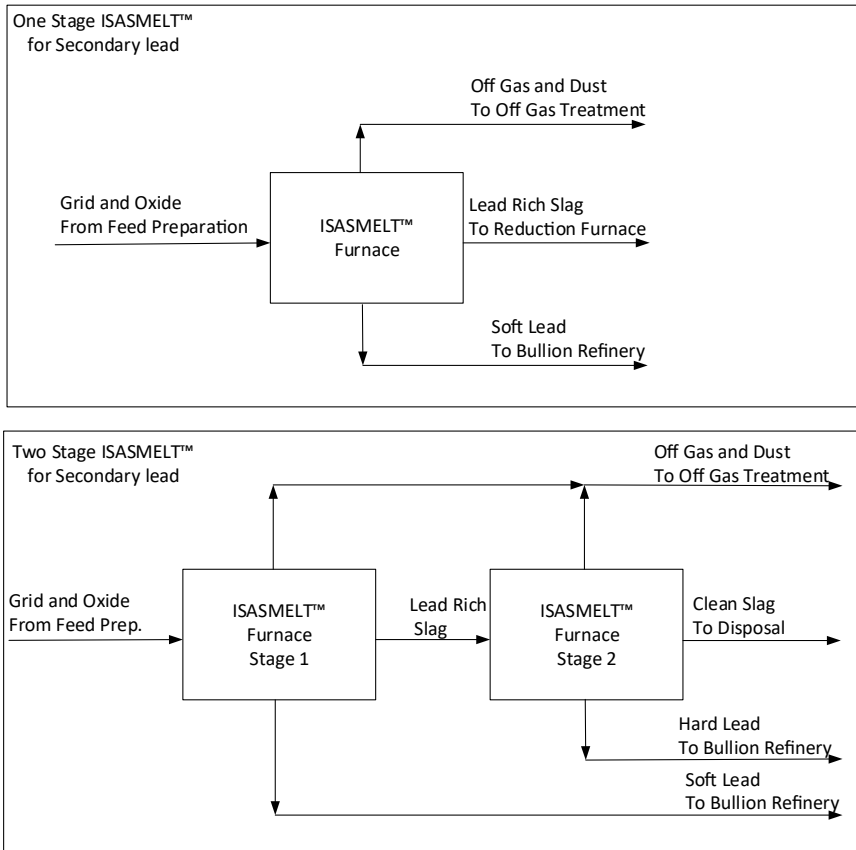 One Stage ISASMELT™
for Secondary lead
Off Gas and Dust
To Off Gas Treatment
Grid and Oxide
From Feed Preparation
ISASMELT™
Furnace
Lead Rich Slag
To Reduction Furnace
Soft Lead
To Bullion Refinery
Two Stage ISASMELT™
for Secondary lead
Off Gas and Dust
To Off Gas Treatment
Grid and Oxide
From Feed Prep.
ISASMELT™
Furnace
Stage 1
Lead Rich
Slag
ISASMELT™
Furnace
Stage 2
Clean Slag
To Disposal
Hard Lead
To Bullion Refinery
Soft Lead
To Bullion Refinery